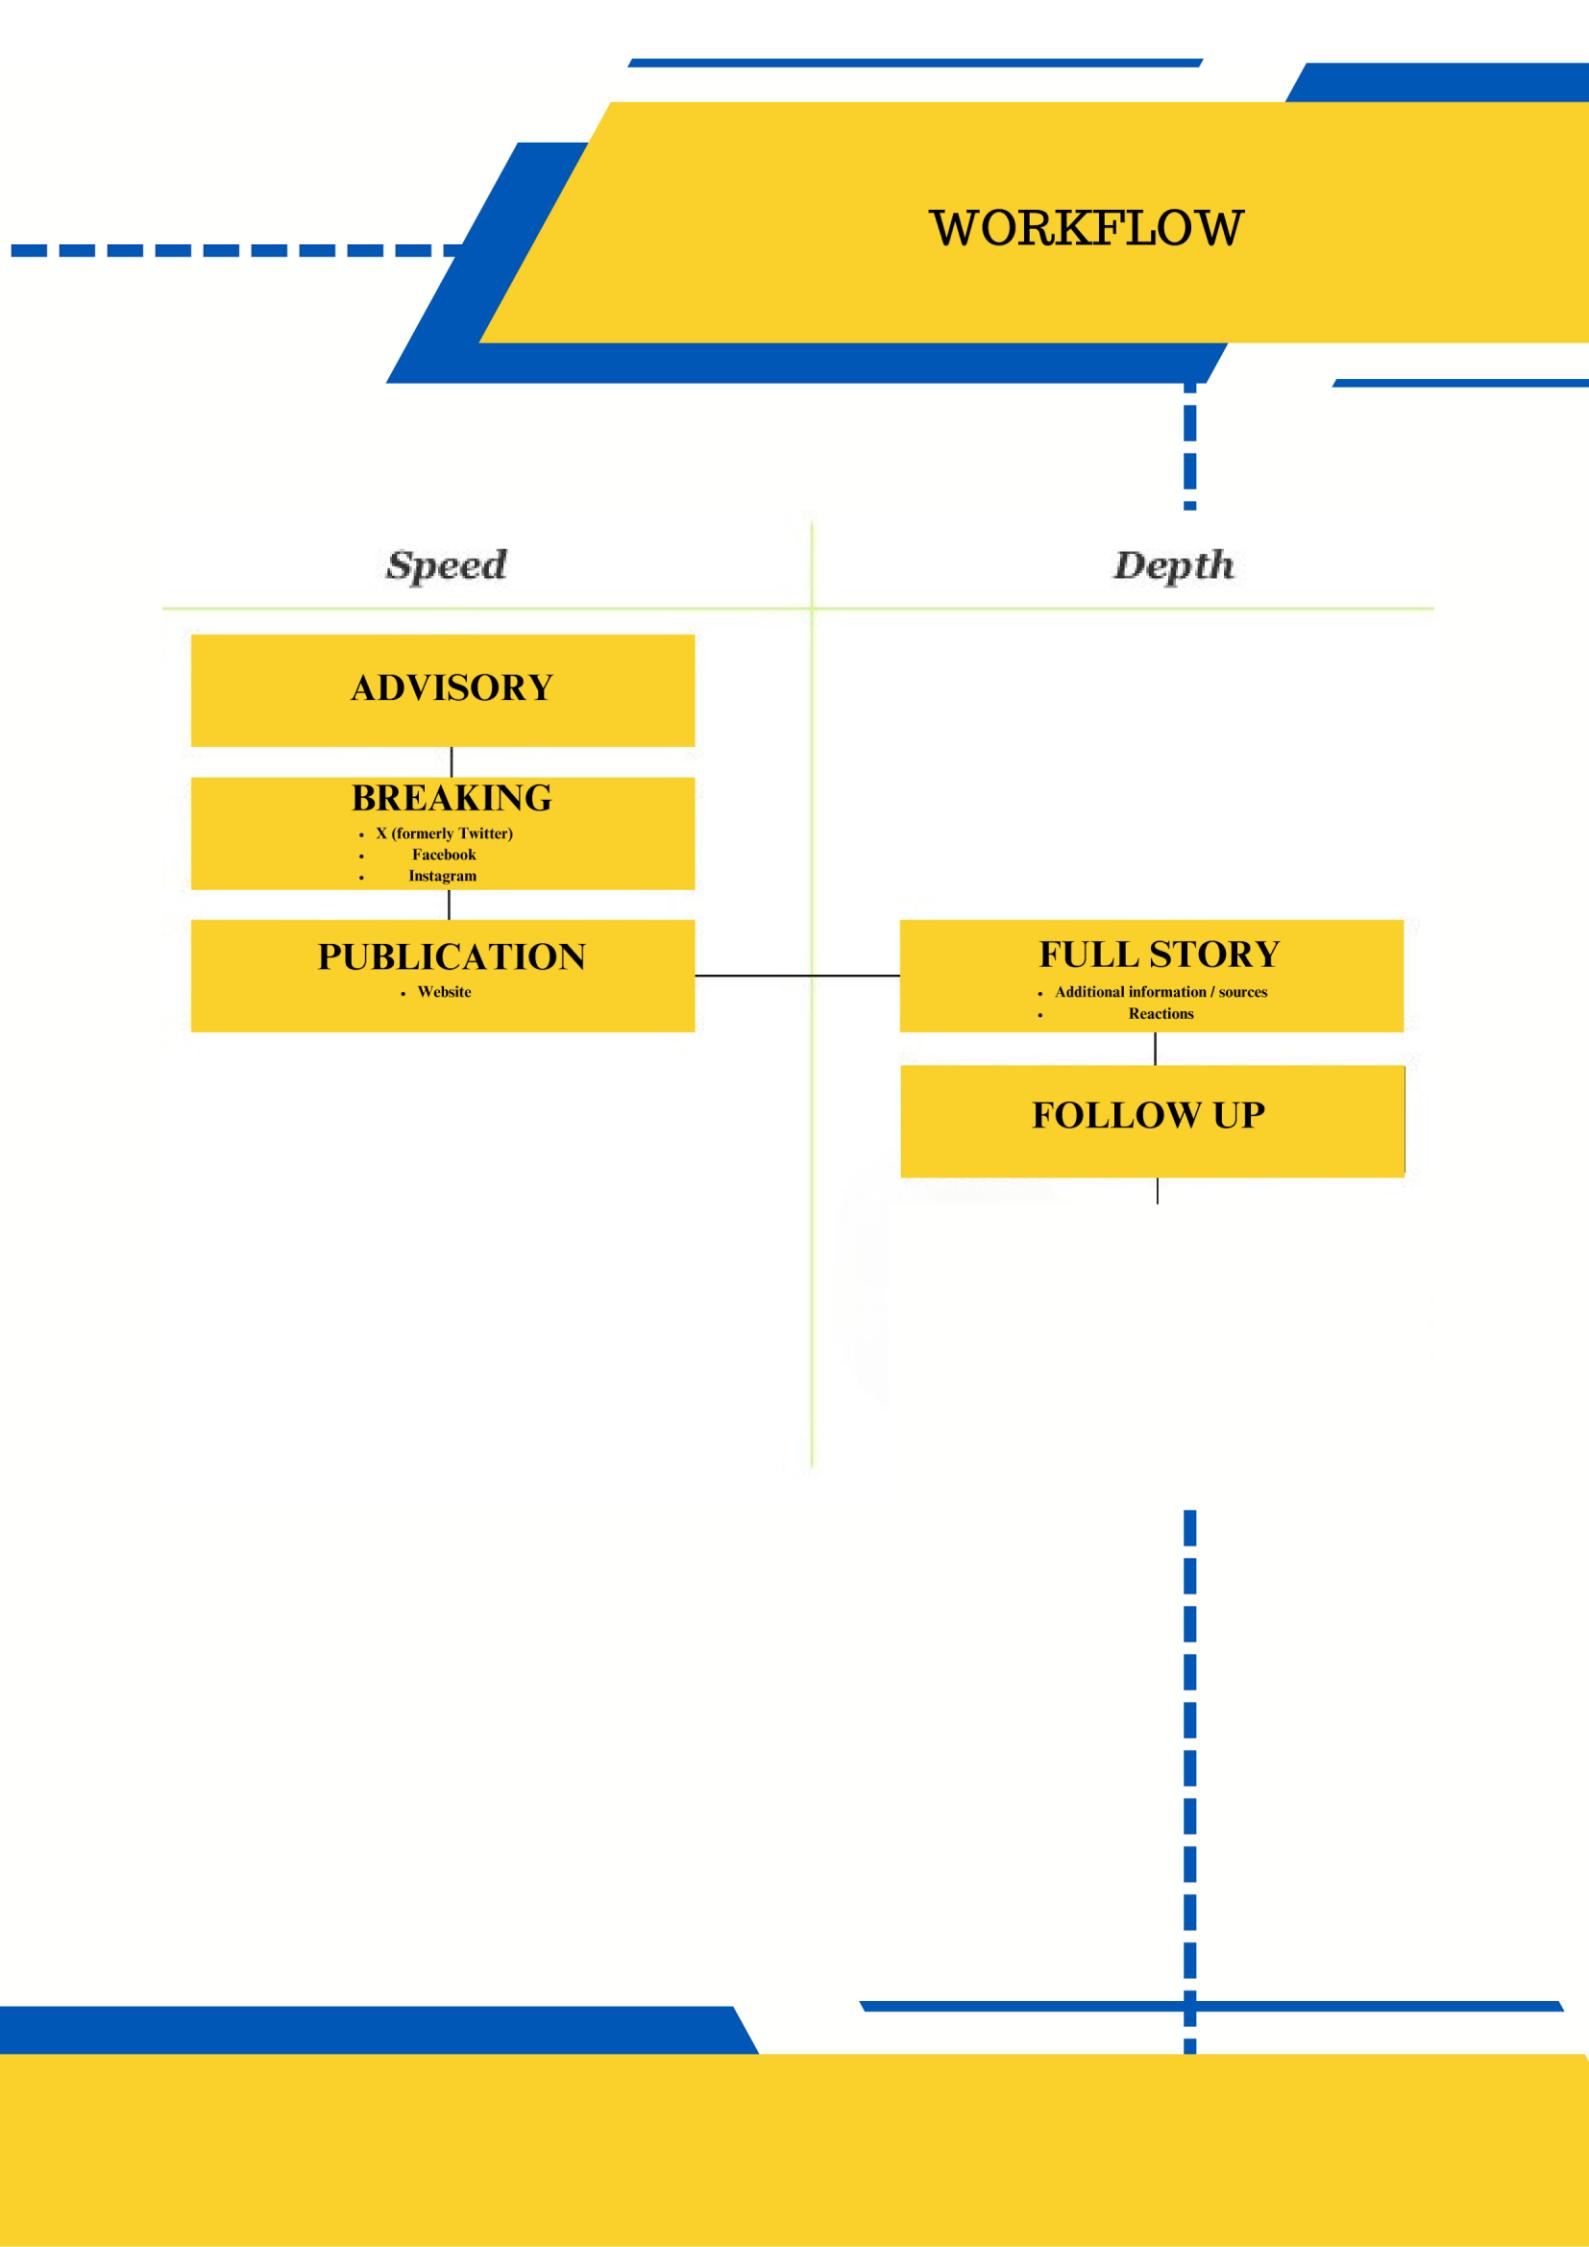 WORKFLOW
Speed
Depth
ADVISORY
BREAKING
• X (formerly Twitter)
• Facebook
• Instagram
PUBLICATION
• Website
FULL STORY
• Additional information / sources
• Reactions
FOLLOW UP